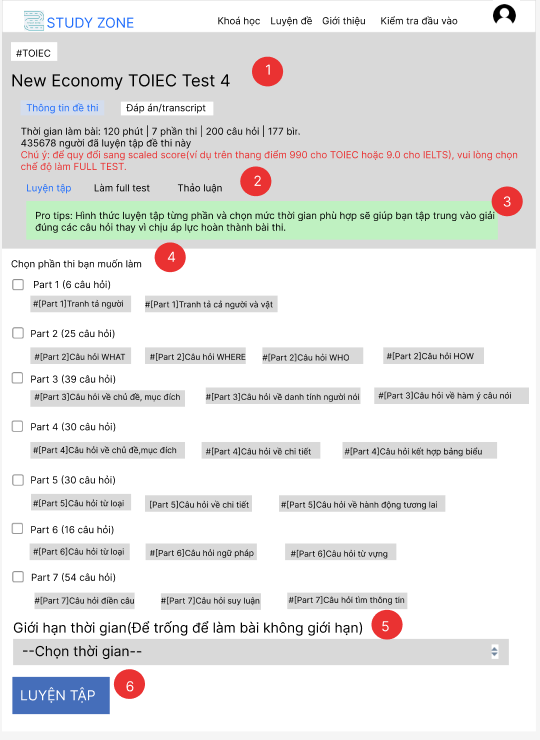 STUDY ZONE
Khoá học Luyện đề Giới thiệu Kiểm tra đầu vào
#TOIEC
New Economy TOIEC Test 4
1
Thông tin đề thi Đáp án/transcript
Thời gian làm bài: 120 phút | 7 phần thi | 200 câu hỏi | 177 bir.
435678 người đã luyện tập đề thi này
Chú ý: để quy đổi sang scaled score(ví dụ trên thang điểm 990 cho TOEIC hoặc 9.0 cho IELTS), vui lòng chọn
chế độ làm FULL TEST.
Luyện tập Làm full test Thảo luận
2
3
Pro tips: Hình thức luyện tập từng phần và chọn mức thời gian phù hợp sẽ giúp bạn tập trung vào giải
đúng các câu hỏi thay vì chịu áp lực hoàn thành bài thi.
Chọn phần thi bạn muốn làm
4
Part 1 (6 câu hỏi)
#[Part 1]Tranh tả người #[Part 1]Tranh tả cả người và vật
Part 2 (25 câu hỏi)
#[Part 2]Câu hỏi WHAT #[Part 2]Câu hỏi WHERE #[Part 2]Câu hỏi WHO #[Part 2]Câu hỏi HOW
Part 3 (39 câu hỏi)
#[Part 3]Câu hỏi về chủ đề, mục đích #[Part 3]Câu hỏi về danh tính người nói #[Part 3]Câu hỏi về hàm ý câu nói
Part 4 (30 câu hỏi)
#[Part 4]Câu hỏi về chủ đề,mục đích #[Part 4]Câu hỏi về chi tiết #[Part 4]Câu hỏi kết hợp bảng biểu
Part 5 (30 câu hỏi)
#[Part 5]Câu hỏi từ loại [Part 5]Câu hỏi về chi tiết #[Part 5]Câu hỏi về hành động tương lai
Part 6 (16 câu hỏi)
#[Part 6]Câu hỏi từ loại #[Part 6]Câu hỏi ngữ pháp #[Part 6]Câu hỏi từ vựng
Part 7 (54 câu hỏi)
#[Part 7]Câu hỏi điền câu #[Part 7]Câu hỏi suy luận #[Part 7]Câu hỏi tìm thông tin
Giới hạn thời gian(Để trống để làm bài không giới hạn)
5
--Chọn thời gian--
LUYỆN TẬP
6